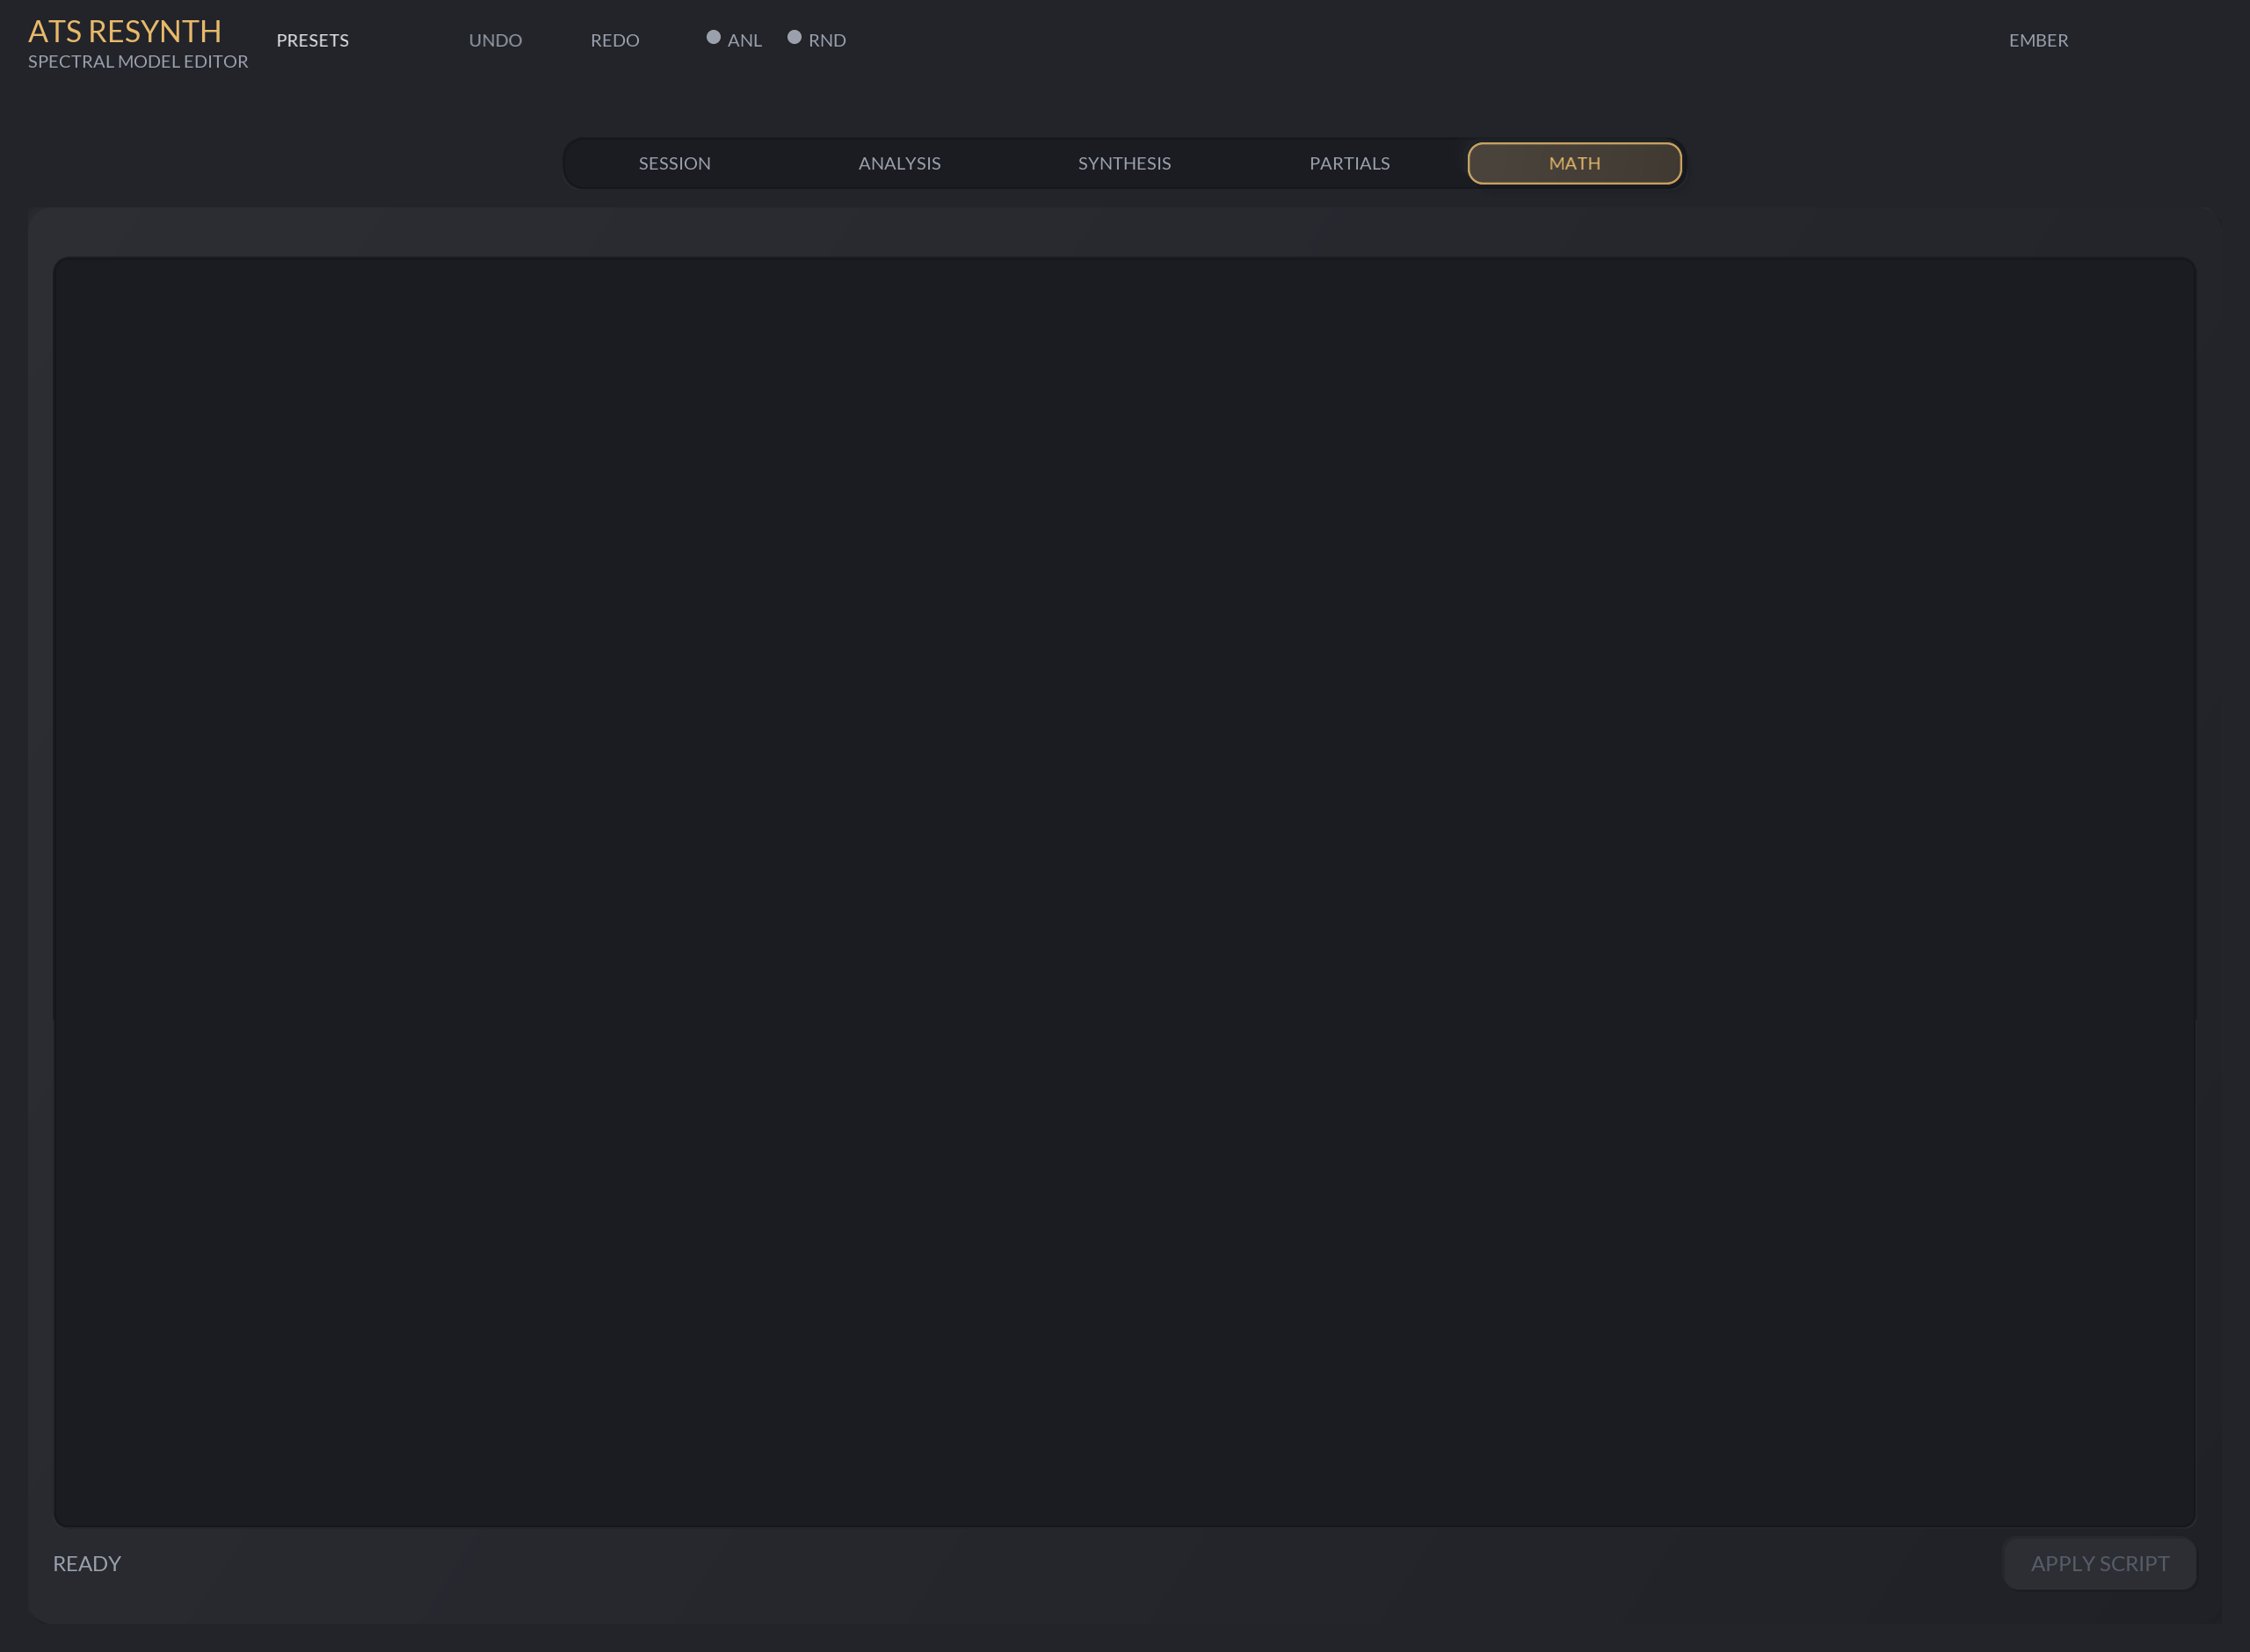 ATS RESYNTH
SPECTRAL MODEL EDITOR
PRESETS
UNDO
REDO
ANL
RND
EMBER
SESSION
ANALYSIS
SYNTHESIS
PARTIALS
MATH
READY
APPLY SCRIPT